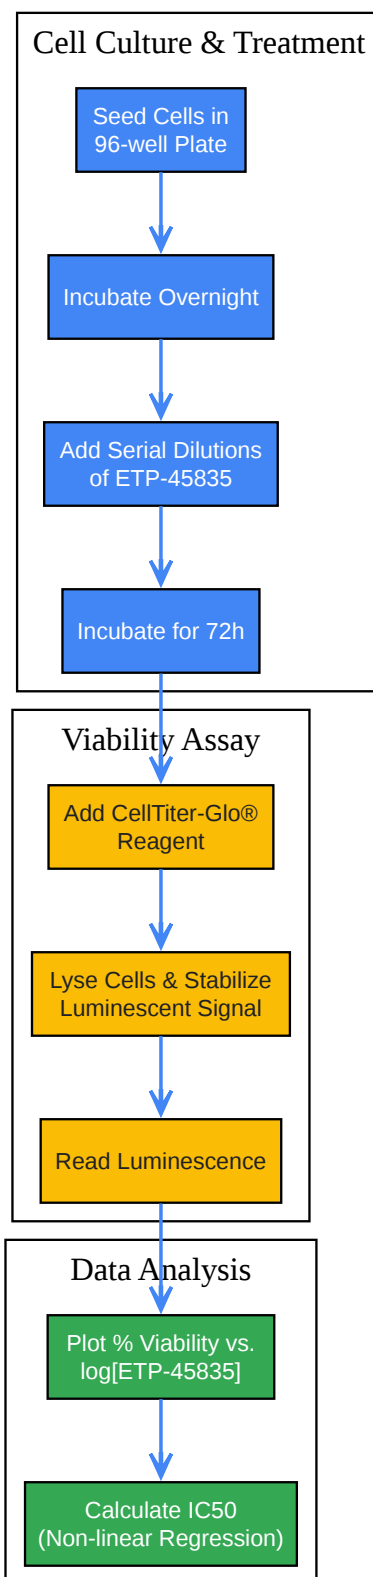 Cell Culture & Treatment
Seed Cells in
96-well Plate
Incubate Overnight
Add Serial Dilutions
of ETP-45835
Incubate for 72h
Viability Assay
Add CellTiter-Glo®
Reagent
Lyse Cells & Stabilize
Luminescent Signal
Read Luminescence
Data Analysis
Plot % Viability vs.
log[ETP-45835]
Calculate IC50
(Non-linear Regression)